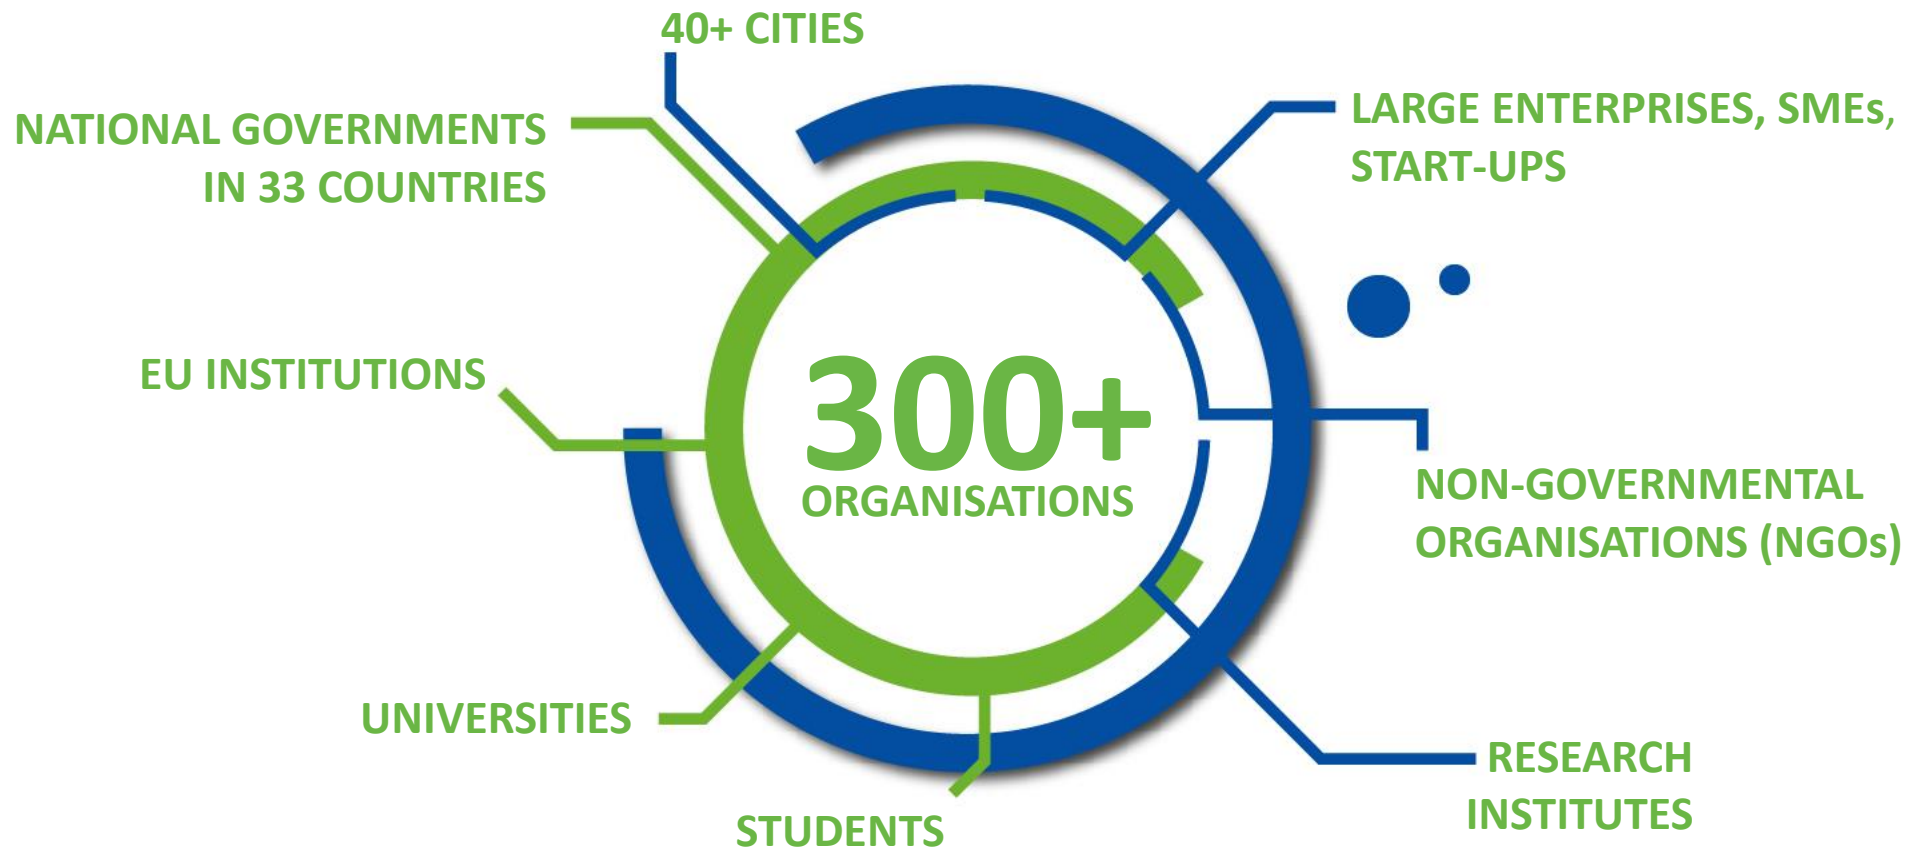 40+ CITIES
NATIONAL GOVERNMENTS
IN 33 COUNTRIES
LARGE ENTERPRISES, SMEs,
START-UPS
EU INSTITUTIONS
300+
ORGANISATIONS
NON-GOVERNMENTAL
ORGANISATIONS (NGOs)
UNIVERSITIES
STUDENTS
RESEARCH
INSTITUTES